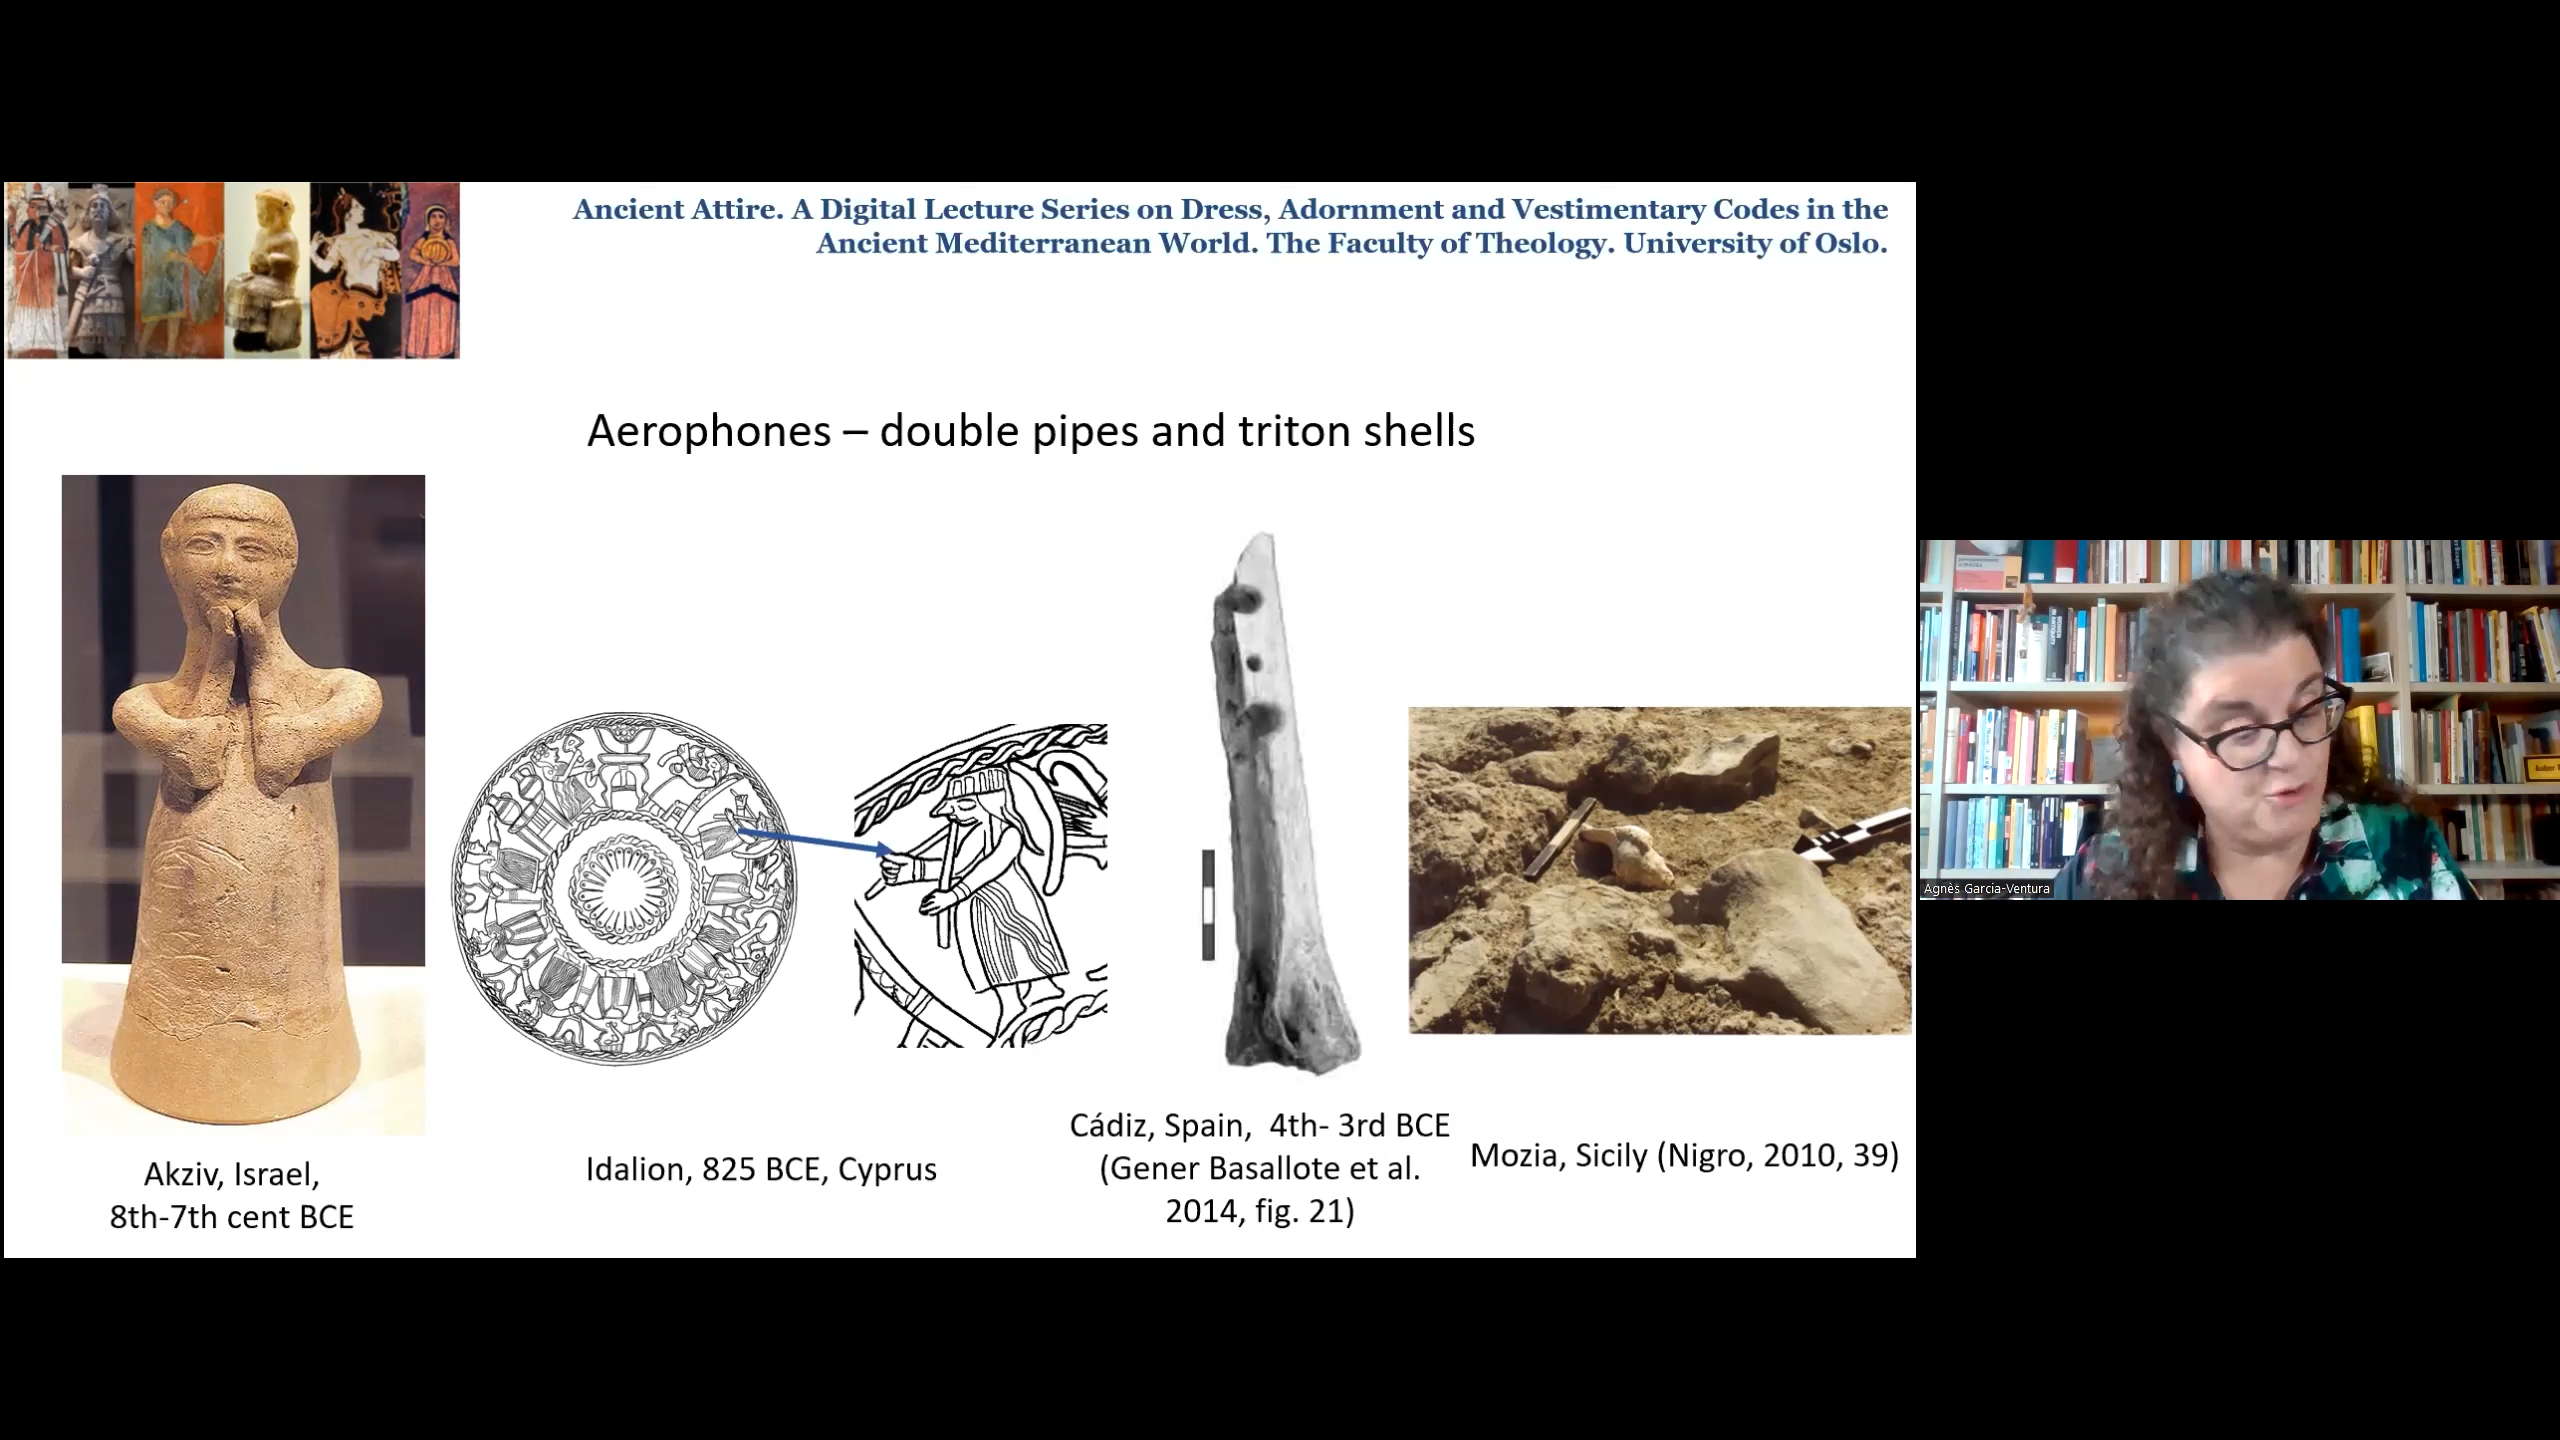 Ancient Attire. A Digital Lecture Series on Dress, Adornment and Vestimentary Codes in the
Ancient Mediterranean World. The Faculty of Theology. University of Oslo.
Aerophones – double pipes and triton shells
Akziv, Israel,
8th-7th cent BCE
Idalion, 825 BCE, Cyprus
Cádiz, Spain,  4th- 3rd BCE
(Gener Basallote et al.
2014, fig. 21)
Mozia, Sicily (Nigro, 2010, 39)
Agnès Garcia-Ventura